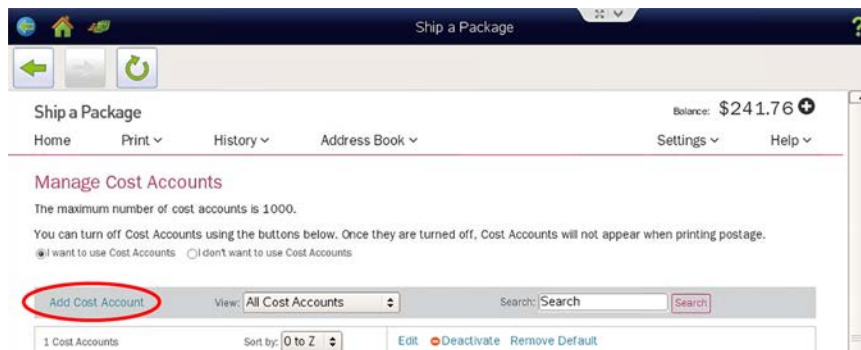 Ship a Package
?
Ship a Package Balance: $241.76
Home Print History Address Book Settings Help
Manage Cost Accounts
The maximum number of cost accounts is 1000.
You can turn off Cost Accounts using the buttons below. Once they are turned off, Cost Accounts will not appear when printing postage.
I want to use Cost Accounts I don't want to use Cost Accounts
Add Cost Account View: All Cost Accounts Search: Search Search
1 Cost Accounts Sort by: 0 to Z Edit Deactivate Remove Default